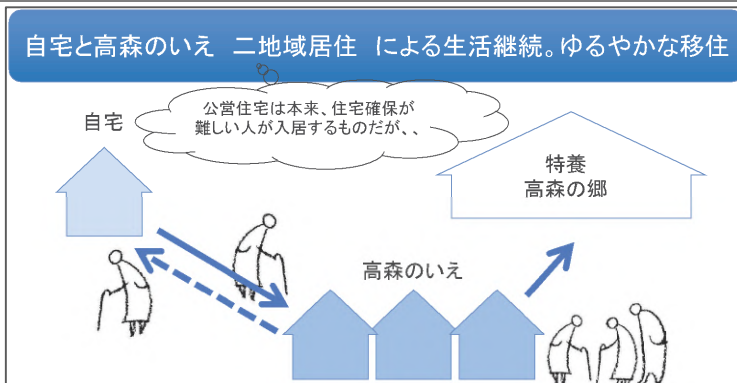 自宅と高森のいえ　二地域居住　による生活継続。ゆるやかな移住
公営住宅は本来、住宅確保が
難しい人が入居するものだが、、
自宅
特養
高森の郷
高森のいえ